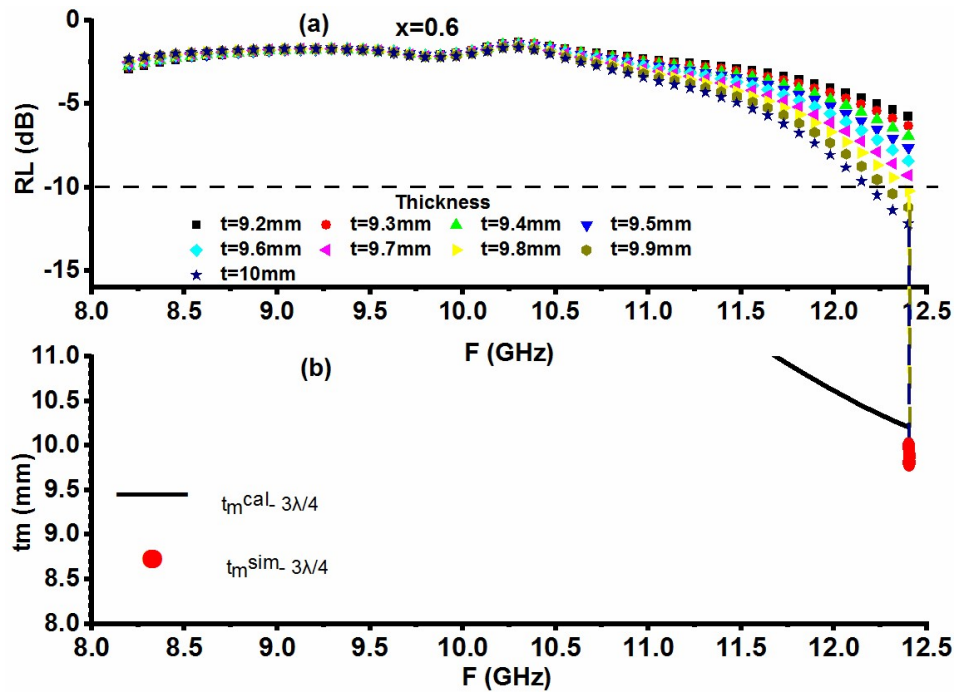 (a) x=0.6
RL (dB)
0
-5
-10
-15
Thickness
t=9.2mm t=9.3mm t=9.4mm t=9.5mm
t=9.6mm t=9.7mm t=9.8mm t=9.9mm
t=10mm
8.0 8.5 9.0 9.5 10.0 10.5 11.0 11.5 12.0 12.5
F (GHz)
(b)
tm (mm)
11.0
10.5
10.0
9.5
9.0
8.5
8.0
tmcal- 3λ/4
tmsim- 3λ/4
8.0 8.5 9.0 9.5 10.0 10.5 11.0 11.5 12.0 12.5
F (GHz)